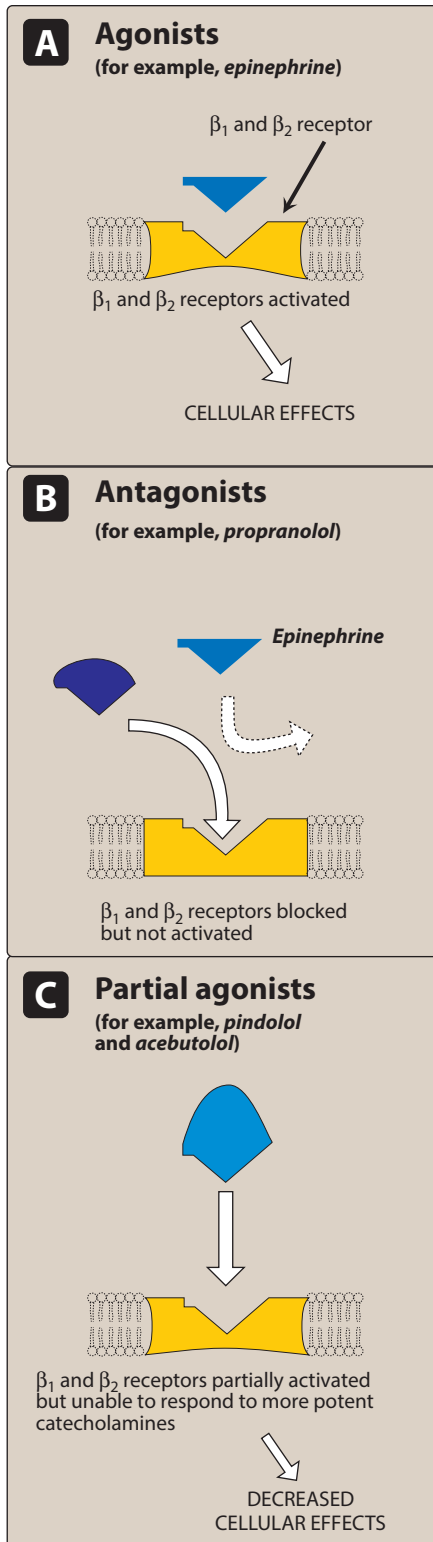 A Agonists
(for example, epinephrine)
β1 and β2 receptor
β1 and β2 receptors activated
CELLULAR EFFECTS
B Antagonists
(for example, propranolol)
Epinephrine
β1 and β2 receptors blocked
but not activated
C Partial agonists
(for example, pindolol
and acebutolol)
β1 and β2 receptors partially activated
but unable to respond to more potent
catecholamines
DECREASED
CELLULAR EFFECTS